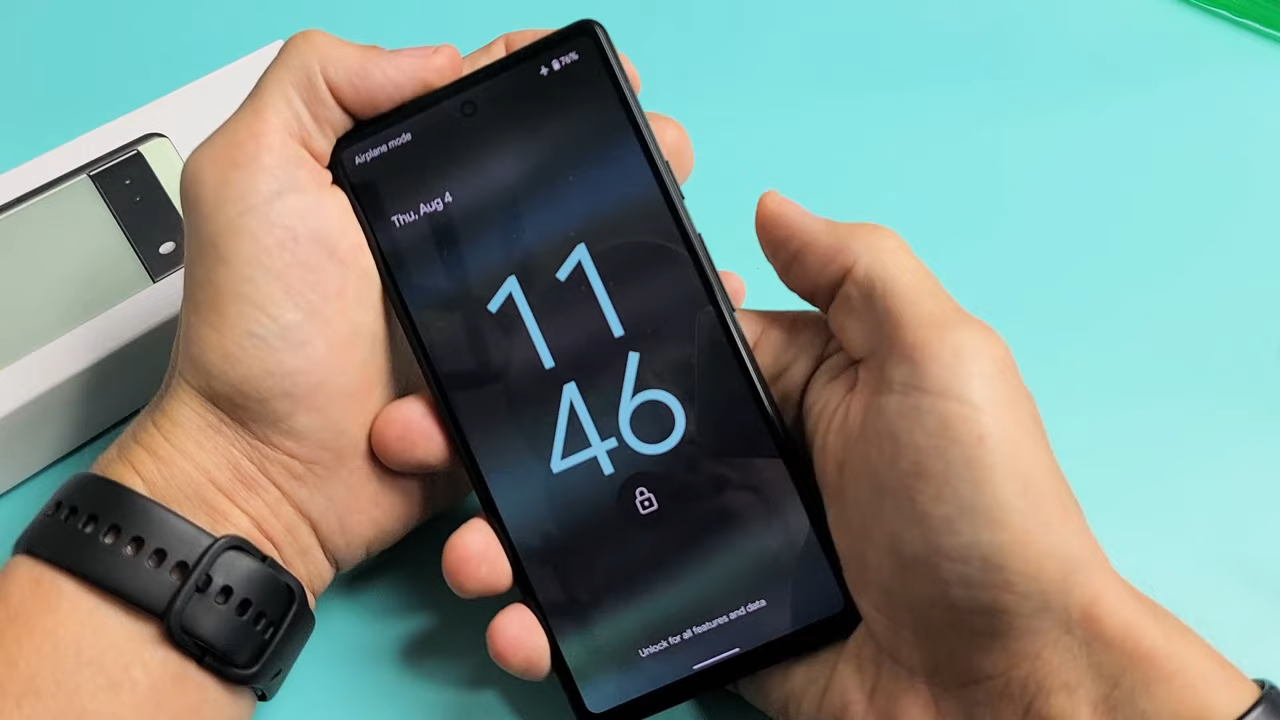 76%
Airplane mode
Thu, Aug 4
11
46
Unlock for all features and data